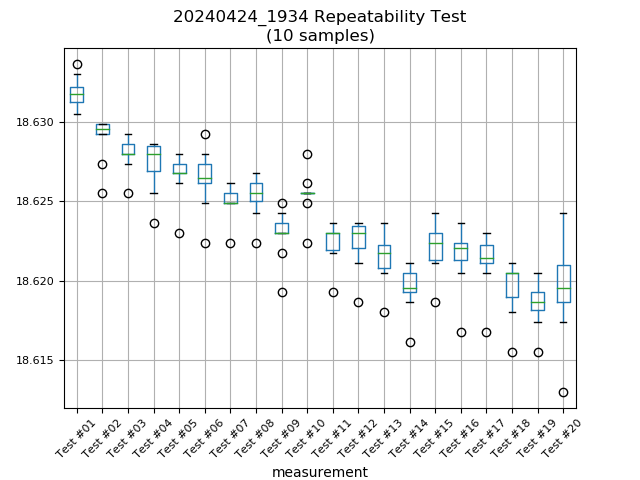 20240424_1934 Repeatability Test
(10 samples)
18.630
18.625
18.620
18.615
Test #01
Test #02
Test #03
Test #04
Test #05
Test #06
Test #07
Test #08
Test #09
Test #10
Test #11
Test #12
Test #13
Test #14
Test #15
Test #16
Test #17
Test #18
Test #19
Test #20
measurement